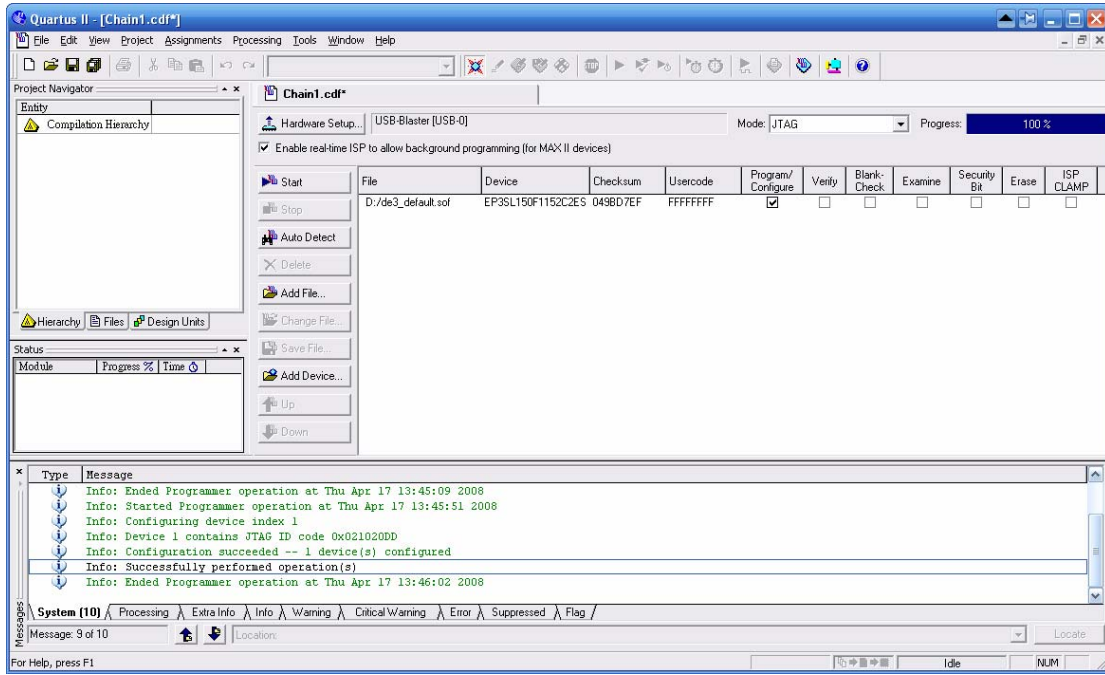 Quartus II - [Chain1.cdf*]
File Edit View Project Assignments Processing Tools Window Help
STOP
Project Navigator
Entity
Compilation Hierarchy
Hierarchy Files Design Units
Status
Module Progress % Time
Chain1.cdf*
Hardware Setup... USB-Blaster [USB-0] Mode: JTAG Progress: 100 %
Enable real-time ISP to allow background programming (for MAX II devices)
Start
Stop
Auto Detect
Delete
Add File...
Change File...
Save File...
Add Device...
Up
Down
File Device Checksum Usercode Program/ Configure Verify Blank- Check Examine Security Bit Erase ISP CLAMP
D:/de3_default.sof EP3SL150F1152C2ES 049BD7EF FFFFFFFF
Type Message
Info: Ended Programmer operation at Thu Apr 17 13:45:09 2008
Info: Started Programmer operation at Thu Apr 17 13:45:51 2008
Info: Configuring device index 1
Info: Device 1 contains JTAG ID code 0x021020DD
Info: Configuration succeeded -- 1 device(s) configured
Info: Successfully performed operation(s)
Info: Ended Programmer operation at Thu Apr 17 13:46:02 2008
System (10) Processing Extra Info Info Warning Critical Warning Error Suppressed Flag
Messages
Message: 9 of 10 Location: Locate
For Help, press F1 Idle NUM